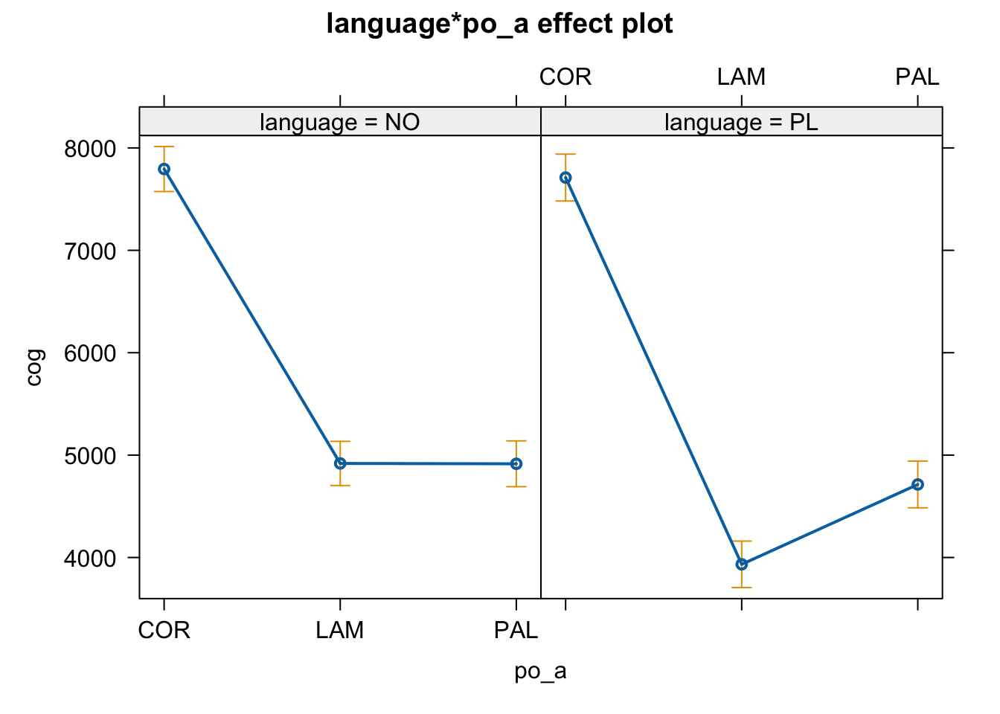 language*po_a effect plot
COR LAM PAL
language = NO language = PL
8000
7000
6000
5000
4000
cog
COR LAM PAL
po_a